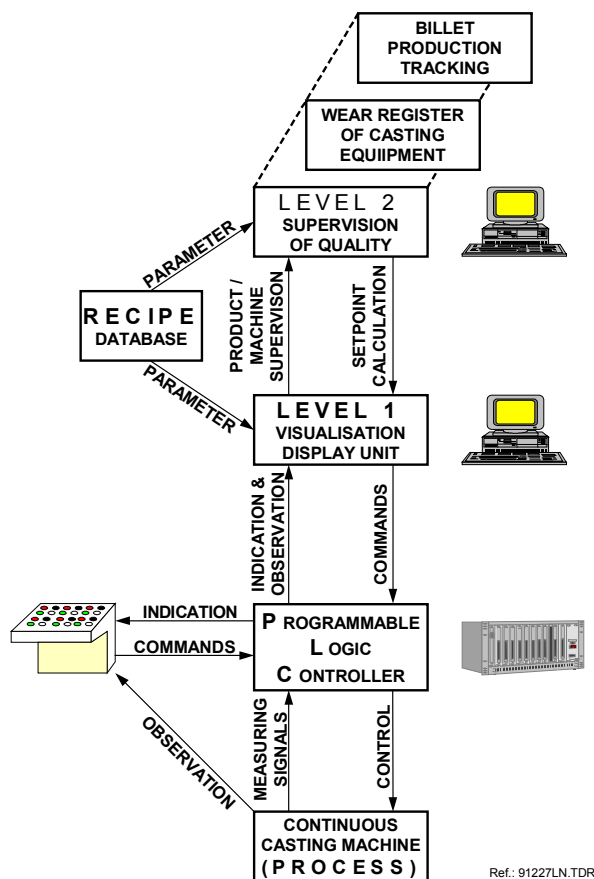 BILLET
PRODUCTION
TRACKING
WEAR REGISTER
OF CASTING
EQUIIPMENT
LEVEL 2
SUPERVISION
OF QUALITY
PARAMETER
RECIPE
DATABASE
PARAMETER
PRODUCT /
MACHINE
SUPERVISON
SETPOINT
CALCULATION
LEVEL 1
VISUALISATION
DISPLAY UNIT
INDICATION &
OBSERVATION
COMMANDS
INDICATION
COMMANDS
P ROGRAMMABLE
L OGIC
C ONTROLLER
OBSERVATION
MEASURING
SIGNALS
CONTROL
CONTINUOUS
CASTING MACHINE
(PROCESS)
Ref.: 91227LN.TDR